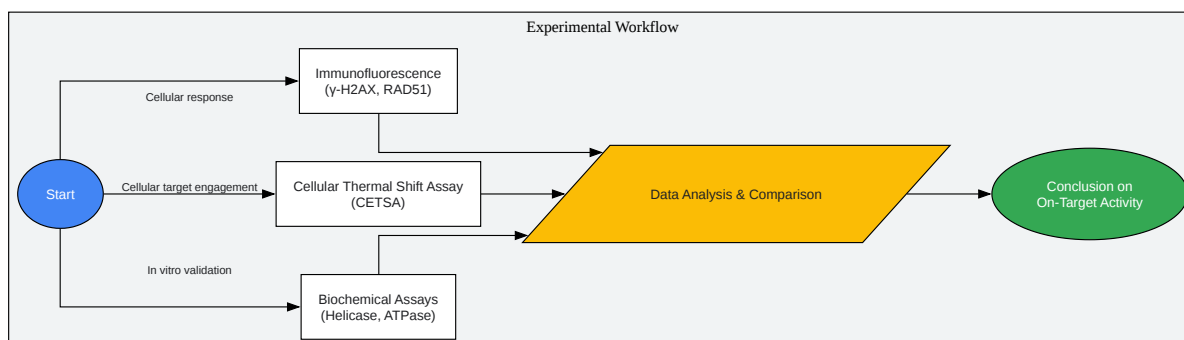 Experimental Workflow
Immunofluorescence
(γ-H2AX, RAD51)
Cellular response
Start
Cellular target engagement
Cellular Thermal Shift Assay
(CETSA)
Data Analysis & Comparison
Conclusion on
On-Target Activity
In vitro validation
Biochemical Assays
(Helicase, ATPase)